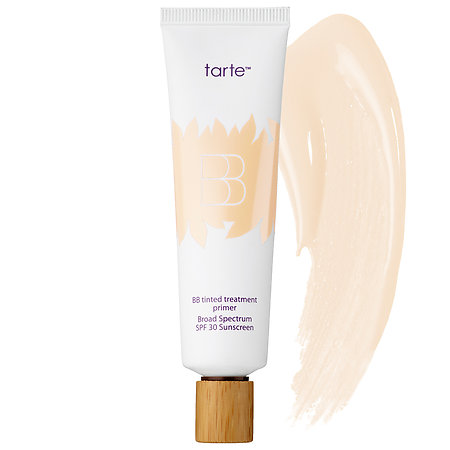 tarte™
BB
BB tinted treatment
primer
Broad Spectrum
SPF 30 Sunscreen